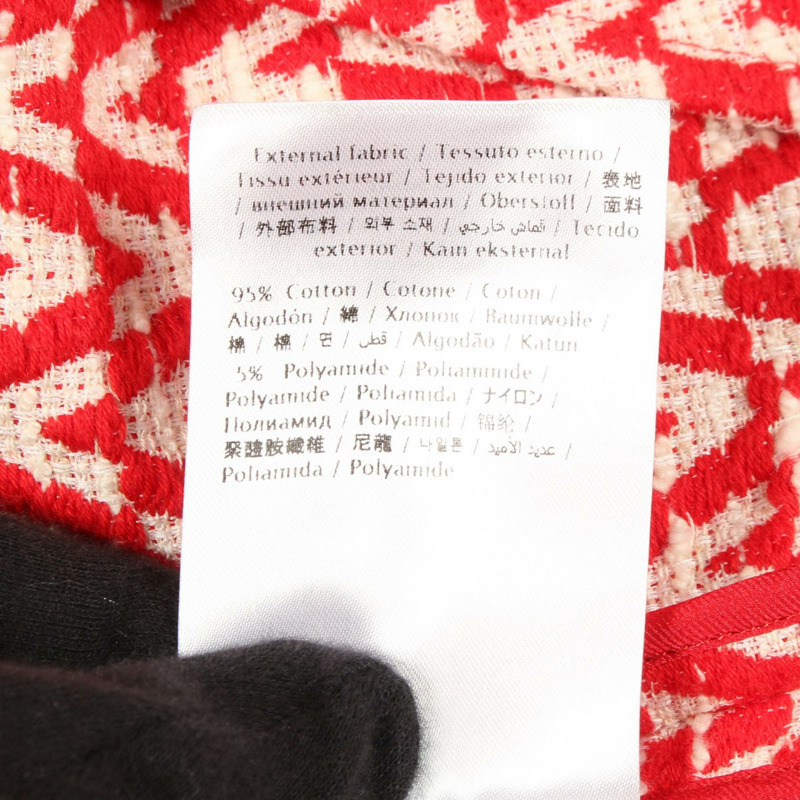 External fabric / Tessuto esterno /
Tissu extérieur / Tejido exterior / 表地
/ внешний материал / Oberstoff / 面料
/ 外部布料 / 외부 소재 / قماش خارجي / Tecido
exterior / Kain eksternal
95% Cotton / Cotone / Coton /
Algodón / 綿 / Хлопок / Baumwolle /
棉 / 棉 / 면 / قطن / Algodão / Katun
5% Polyamide / Poliammide /
Polyamide / Poliamida / ナイロン /
Полиамид / Polyamid / 锦纶 /
聚醯胺纖維 / 尼龍 / 나일론 / عديد الأميد /
Poliamida / Polyamide